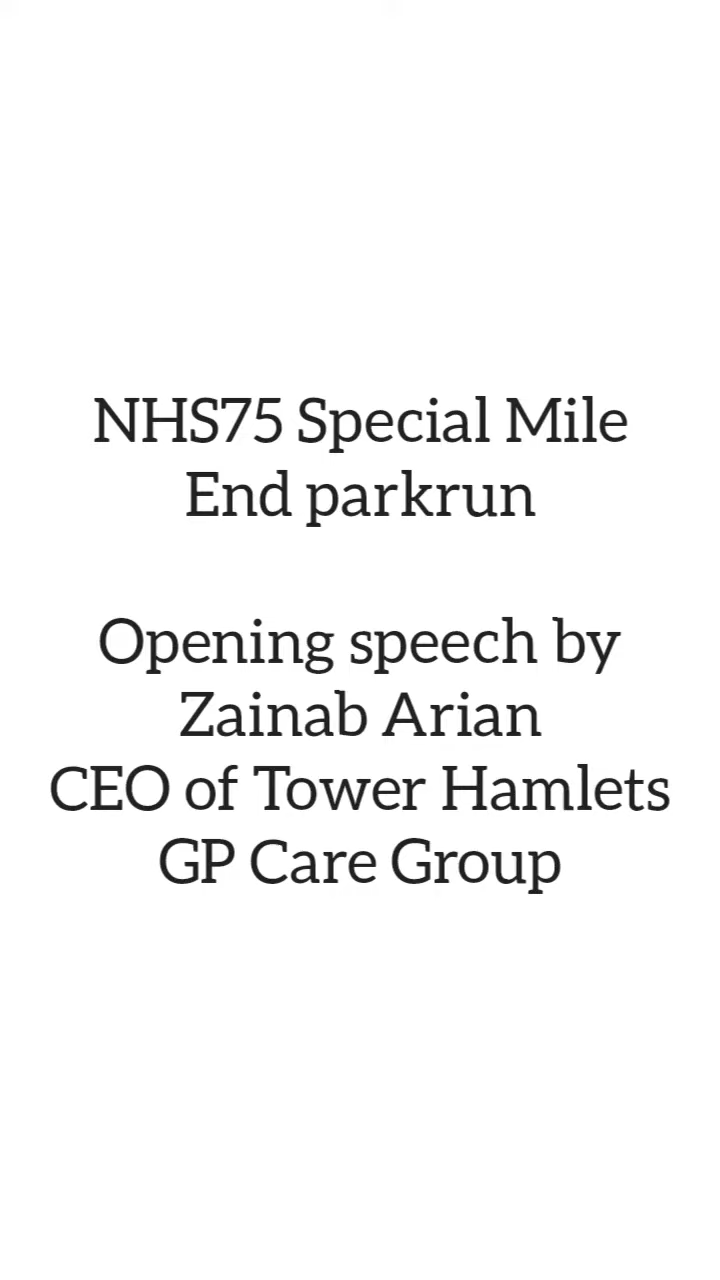 NHS75 Special Mile
End parkrun
Opening speech by
Zainab Arian
CEO of Tower Hamlets
GP Care Group